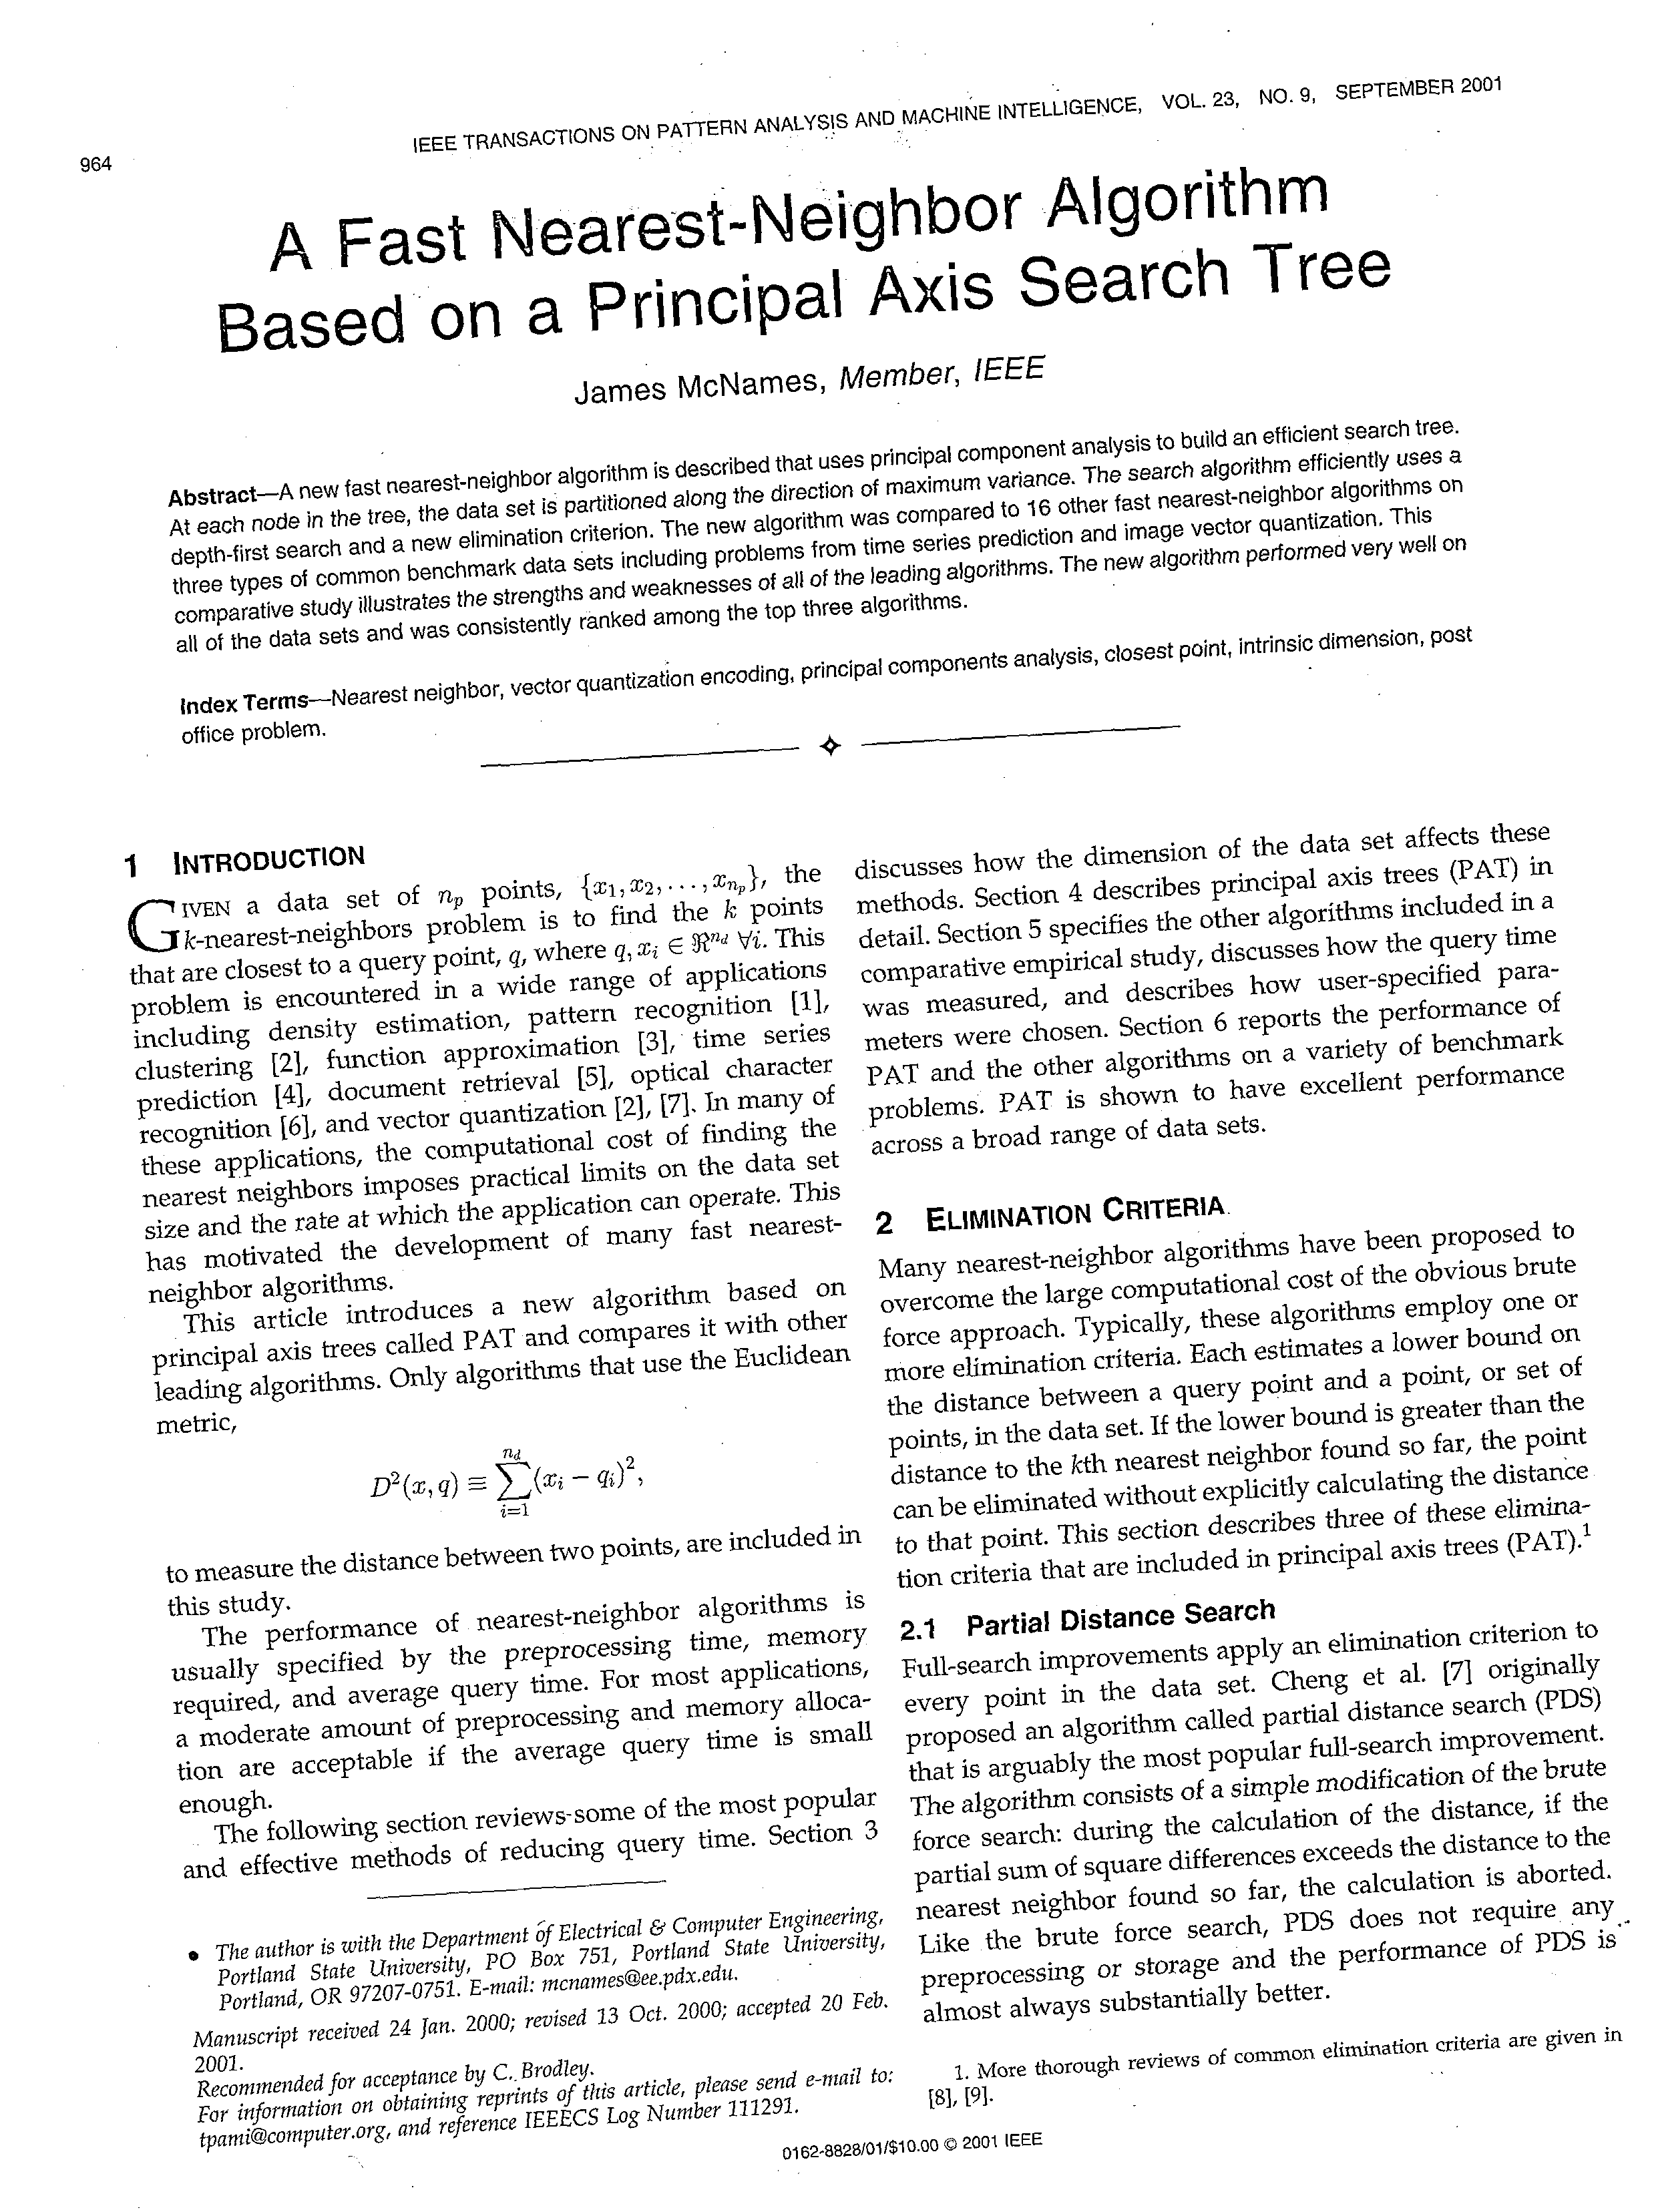 964
IEEE TRANSACTIONS ON PATTERN ANALYSIS AND MACHINE INTELLIGENCE, VOL. 23, NO. 9, SEPTEMBER 2001
A Fast Nearest-Neighbor Algorithm
Based on a Principal Axis Search Tree
James McNames, Member, IEEE
Abstract—A new fast nearest-neighbor algorithm is described that uses principal component analysis to build an efficient search tree.
At each node in the tree, the data set is partitioned along the direction of maximum variance. The search algorithm efficiently uses a
depth-first search and a new elimination criterion. The new algorithm was compared to 16 other fast nearest-neighbor algorithms on
three types of common benchmark data sets including problems from time series prediction and image vector quantization. This
comparative study illustrates the strengths and weaknesses of all of the leading algorithms. The new algorithm performed very well on
all of the data sets and was consistently ranked among the top three algorithms.
Index Terms—Nearest neighbor, vector quantization encoding, principal components analysis, closest point, intrinsic dimension, post
office problem.
1 INTRODUCTION
GIVEN a data set of n_p points, {x_1, x_2, ..., x_{n_p}}, the
k-nearest-neighbors problem is to find the k points
that are closest to a query point, q, where q, x_i ∈ ℜ^{n_d} ∀i. This
problem is encountered in a wide range of applications
including density estimation, pattern recognition [1],
clustering [2], function approximation [3], time series
prediction [4], document retrieval [5], optical character
recognition [6], and vector quantization [2], [7]. In many of
these applications, the computational cost of finding the
nearest neighbors imposes practical limits on the data set
size and the rate at which the application can operate. This
has motivated the development of many fast nearest-
neighbor algorithms.
This article introduces a new algorithm based on
principal axis trees called PAT and compares it with other
leading algorithms. Only algorithms that use the Euclidean
metric,
D²(x, q) ≡ ∑_{i=1}^{n_d} (x_i − q_i)²,
to measure the distance between two points, are included in
this study.
The performance of nearest-neighbor algorithms is
usually specified by the preprocessing time, memory
required, and average query time. For most applications,
a moderate amount of preprocessing and memory alloca-
tion are acceptable if the average query time is small
enough.
The following section reviews some of the most popular
and effective methods of reducing query time. Section 3
• The author is with the Department of Electrical & Computer Engineering,
Portland State University, PO Box 751, Portland State University,
Portland, OR 97207-0751. E-mail: mcnames@ee.pdx.edu.
Manuscript received 24 Jan. 2000; revised 13 Oct. 2000; accepted 20 Feb.
2001.
Recommended for acceptance by C. Brodley.
For information on obtaining reprints of this article, please send e-mail to:
tpami@computer.org, and reference IEEECS Log Number 111291.
discusses how the dimension of the data set affects these
methods. Section 4 describes principal axis trees (PAT) in
detail. Section 5 specifies the other algorithms included in a
comparative empirical study, discusses how the query time
was measured, and describes how user-specified para-
meters were chosen. Section 6 reports the performance of
PAT and the other algorithms on a variety of benchmark
problems. PAT is shown to have excellent performance
across a broad range of data sets.
2 ELIMINATION CRITERIA
Many nearest-neighbor algorithms have been proposed to
overcome the large computational cost of the obvious brute
force approach. Typically, these algorithms employ one or
more elimination criteria. Each estimates a lower bound on
the distance between a query point and a point, or set of
points, in the data set. If the lower bound is greater than the
distance to the kth nearest neighbor found so far, the point
can be eliminated without explicitly calculating the distance
to that point. This section describes three of these elimina-
tion criteria that are included in principal axis trees (PAT).¹
2.1 Partial Distance Search
Full-search improvements apply an elimination criterion to
every point in the data set. Cheng et al. [7] originally
proposed an algorithm called partial distance search (PDS)
that is arguably the most popular full-search improvement.
The algorithm consists of a simple modification of the brute
force search: during the calculation of the distance, if the
partial sum of square differences exceeds the distance to the
nearest neighbor found so far, the calculation is aborted.
Like the brute force search, PDS does not require any
preprocessing or storage and the performance of PDS is
almost always substantially better.
1. More thorough reviews of common elimination criteria are given in
[8], [9].
0162-8828/01/$10.00 © 2001 IEEE